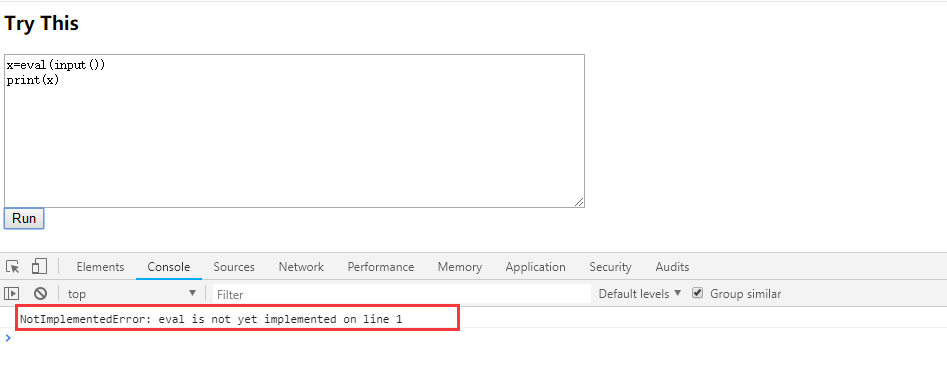 Try This
x=eval(input())
print(x)
Run
Elements Console Sources Network Performance Memory Application Security Audits
top ▼ Filter Default levels ▼ Group similar
NotImplementedError: eval is not yet implemented on line 1